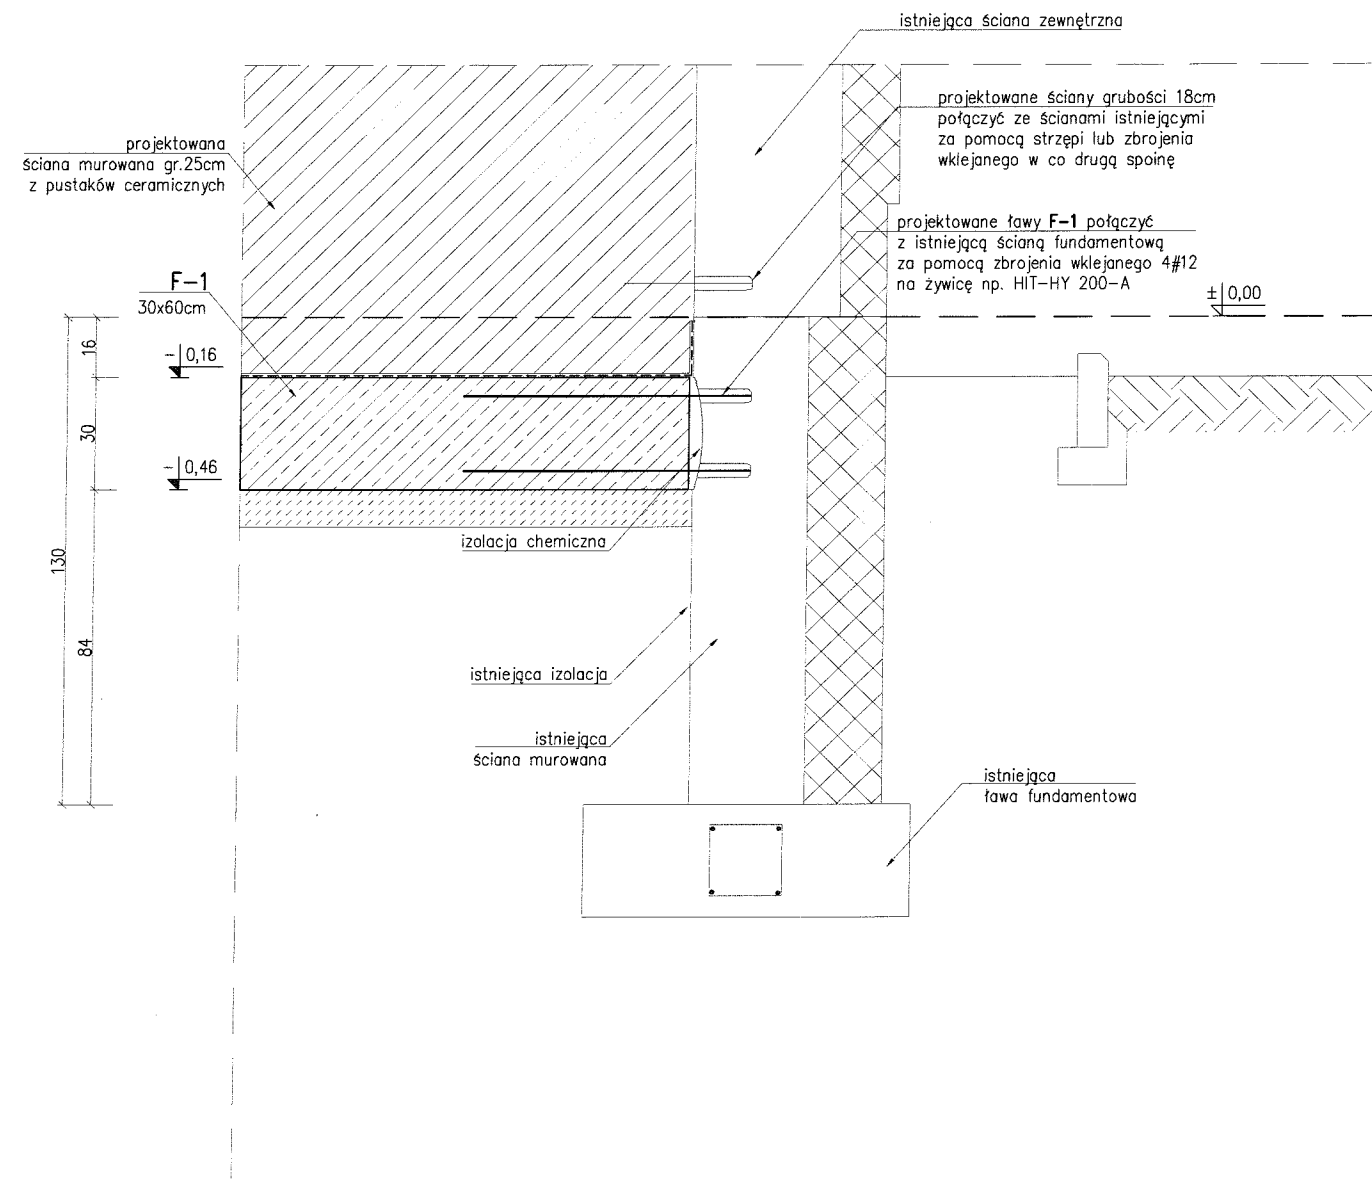 istniejąca ściana zewnętrzna
projektowane ściany grubości 18cm
połączyć ze ścianami istniejącymi
za pomocą strzępi lub zbrojenia
wklejanego w co drugą spoinę
projektowana
ściana murowana gr.25cm
z pustaków ceramicznych
projektowane ławy F-1 połączyć
z istniejącą ścianą fundamentową
za pomocą zbrojenia wklejanego 4#12
na żywicę np. HIT-HY 200-A
F-1
30x60cm
± 0,00
16
- 0,16
30
- 0,46
izolacja chemiczna
130
84
istniejąca izolacja
istniejąca
ściana murowana
istniejąca
ława fundamentowa